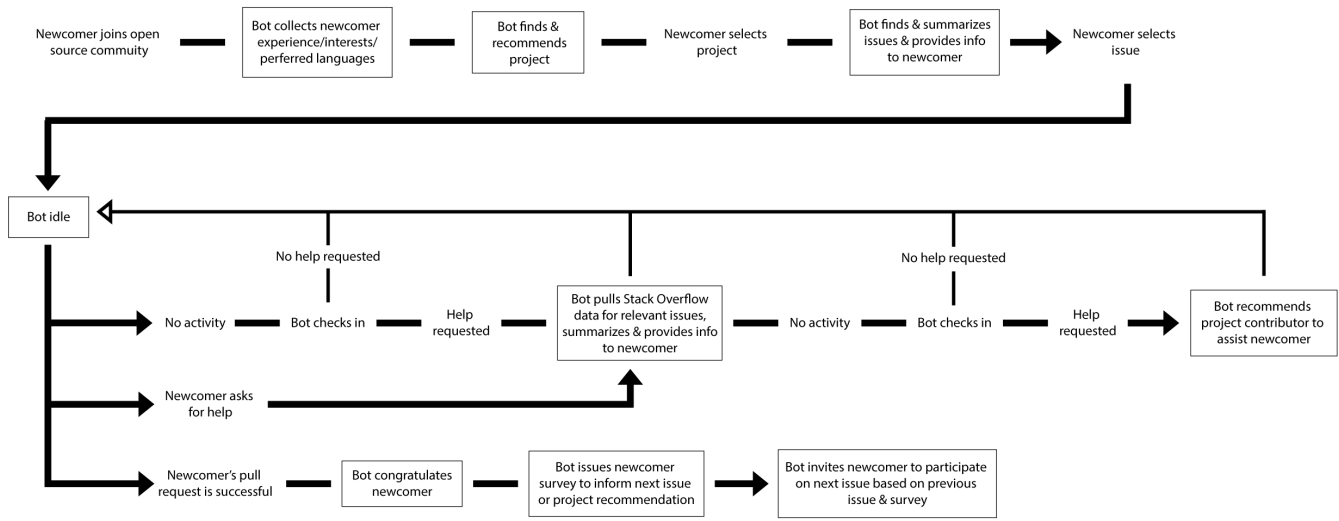 Newcomer joins open
source commuity
Bot collects newcomer
experience/interests/
perferred languages
Bot finds &
recommends
project
Newcomer selects
project
Bot finds & summarizes
issues & provides info
to newcomer
Newcomer selects
issue
Bot idle
No help requested
No help requested
No activity
Bot checks in
Help
requested
Bot pulls Stack Overflow
data for relevant issues,
summarizes & provides info
to newcomer
No activity
Bot checks in
Help
requested
Bot recommends
project contributor to
assist newcomer
Newcomer asks
for help
Newcomer's pull
request is successful
Bot congratulates
newcomer
Bot issues newcomer
survey to inform next issue
or project recommendation
Bot invites newcomer to participate
on next issue based on previous
issue & survey